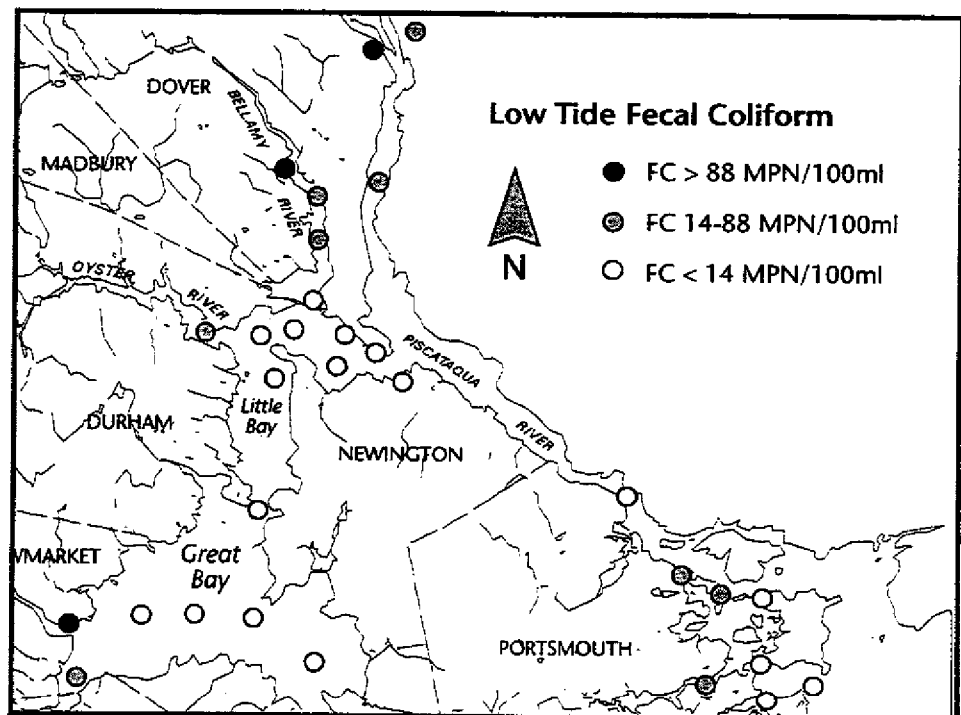 Low Tide Fecal Coliform
FC > 88 MPN/100ml
FC 14-88 MPN/100ml
FC < 14 MPN/100ml
N
DOVER
BELLAMY
RIVER
MADBURY
OYSTER
RIVER
PISCATAQUA
RIVER
Little
Bay
DURHAM
NEWINGTON
Great
Bay
WMARKET
PORTSMOUTH